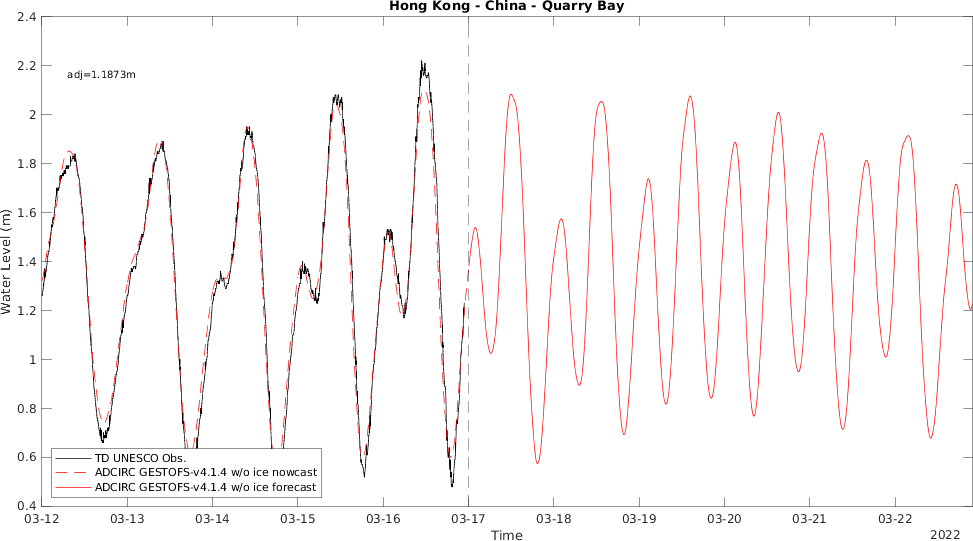 Hong Kong - China - Quarry Bay
2.4
2.2
2
1.8
1.6
1.4
1.2
1
0.8
0.6
0.4
Water Level (m)
adj=1.1873m
TD UNESCO Obs.
ADCIRC GESTOFS-v4.1.4 w/o ice nowcast
ADCIRC GESTOFS-v4.1.4 w/o ice forecast
03-12 03-13 03-14 03-15 03-16 03-17 03-18 03-19 03-20 03-21 03-22
Time
2022